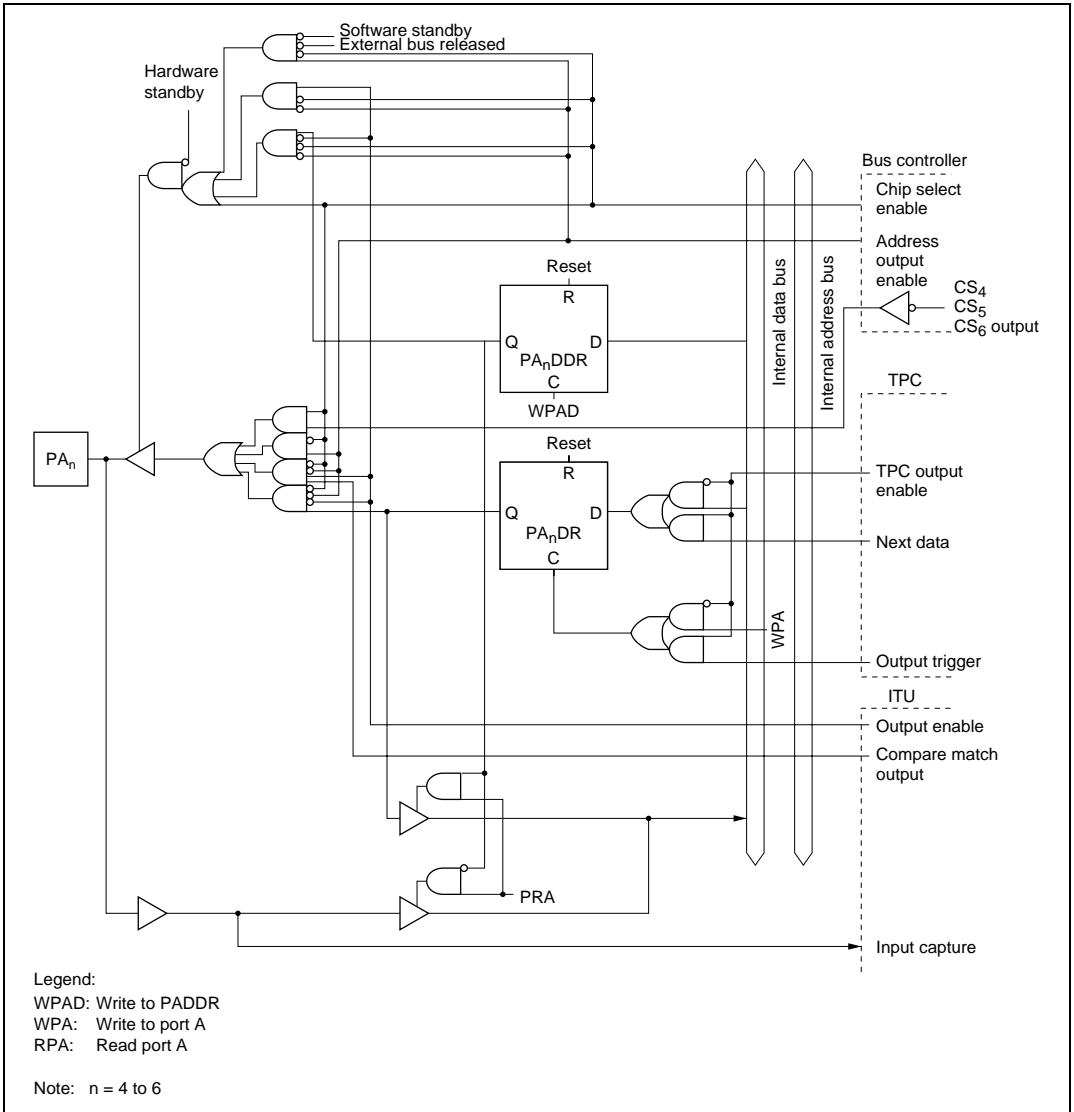 Software standby
External bus released
Hardware
standby
Bus controller
Chip select
enable
Address
output
enable
Internal data bus
Internal address bus
CS4
CS5
CS6 output
Reset
R
Q D
PAnDDR
C
WPAD
TPC
Reset
R
Q D
PAnDR
C
PAn
TPC output
enable
Next data
WPA
Output trigger
ITU
Output enable
Compare match
output
PRA
Input capture
Legend:
WPAD: Write to PADDR
WPA: Write to port A
RPA: Read port A
Note: n = 4 to 6